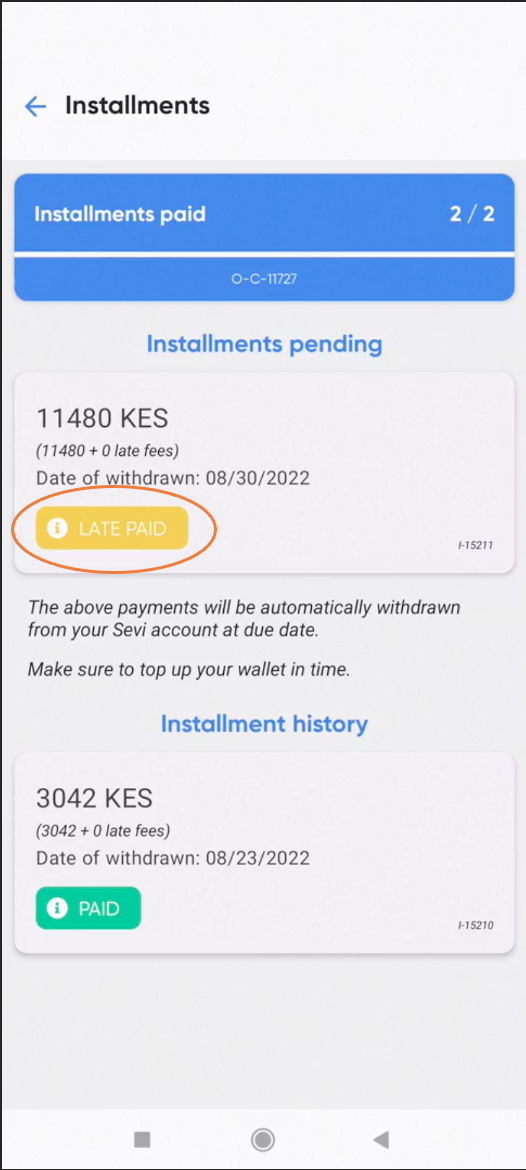 Installments
Installments paid 2 / 2
O-C-11727
Installments pending
11480 KES
(11480 + 0 late fees)
Date of withdrawn: 08/30/2022
LATE PAID
I-15211
The above payments will be automatically withdrawn
from your Sevi account at due date.
Make sure to top up your wallet in time.
Installment history
3042 KES
(3042 + 0 late fees)
Date of withdrawn: 08/23/2022
PAID
I-15210